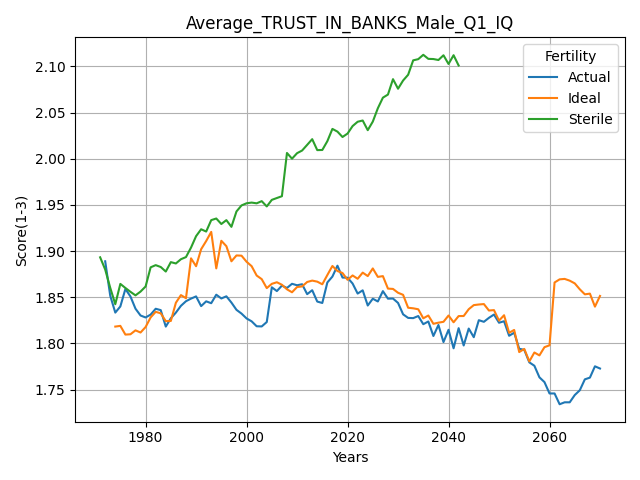 Average_TRUST_IN_BANKS_Male_Q1_IQ
Fertility
Actual
Ideal
Sterile
Score(1-3)
2.10
2.05
2.00
1.95
1.90
1.85
1.80
1.75
1980
2000
2020
2040
2060
Years